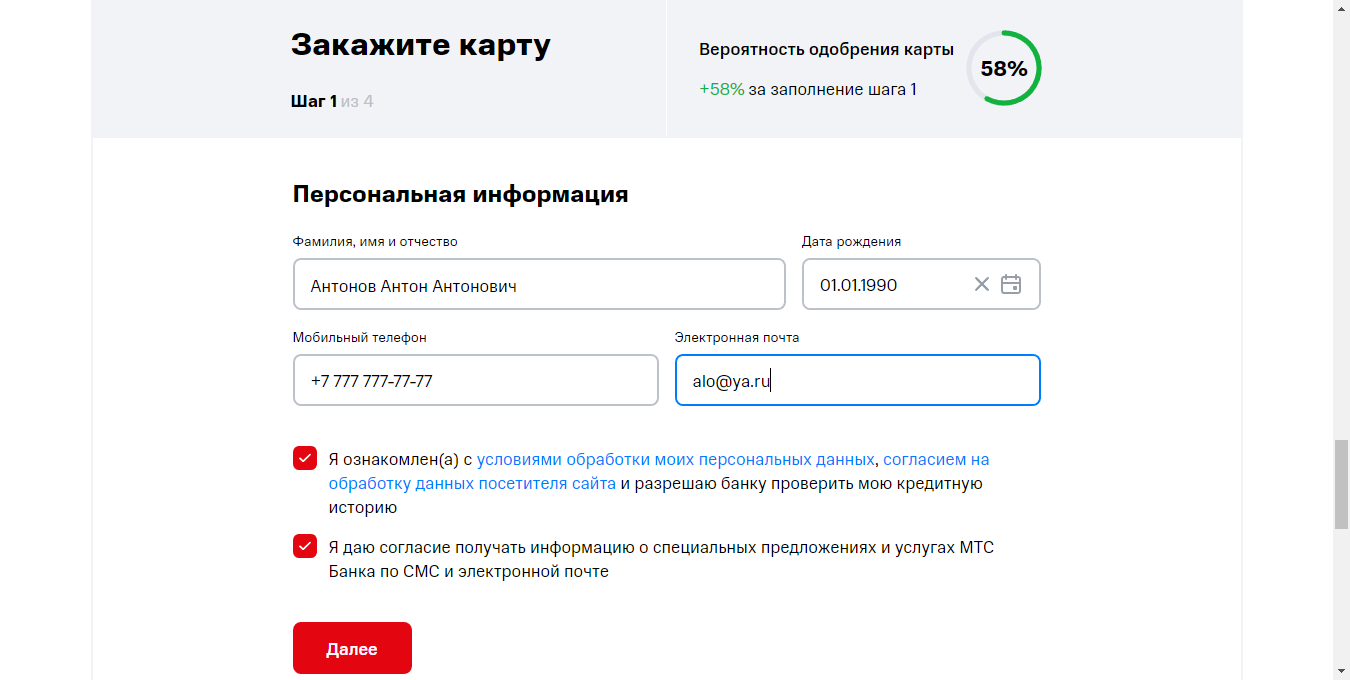 Закажите карту
Шаг 1 из 4
Вероятность одобрения карты
+58% за заполнение шага 1
58%
Персональная информация
Фамилия, имя и отчество
Антонов Антон Антонович
Дата рождения
01.01.1990
Мобильный телефон
+7 777 777-77-77
Электронная почта
alo@ya.ru
Я ознакомлен(а) с условиями обработки моих персональных данных, согласием на
обработку данных посетителя сайта и разрешаю банку проверить мою кредитную
историю
Я даю согласие получать информацию о специальных предложениях и услугах МТС
Банка по СМС и электронной почте
Далее